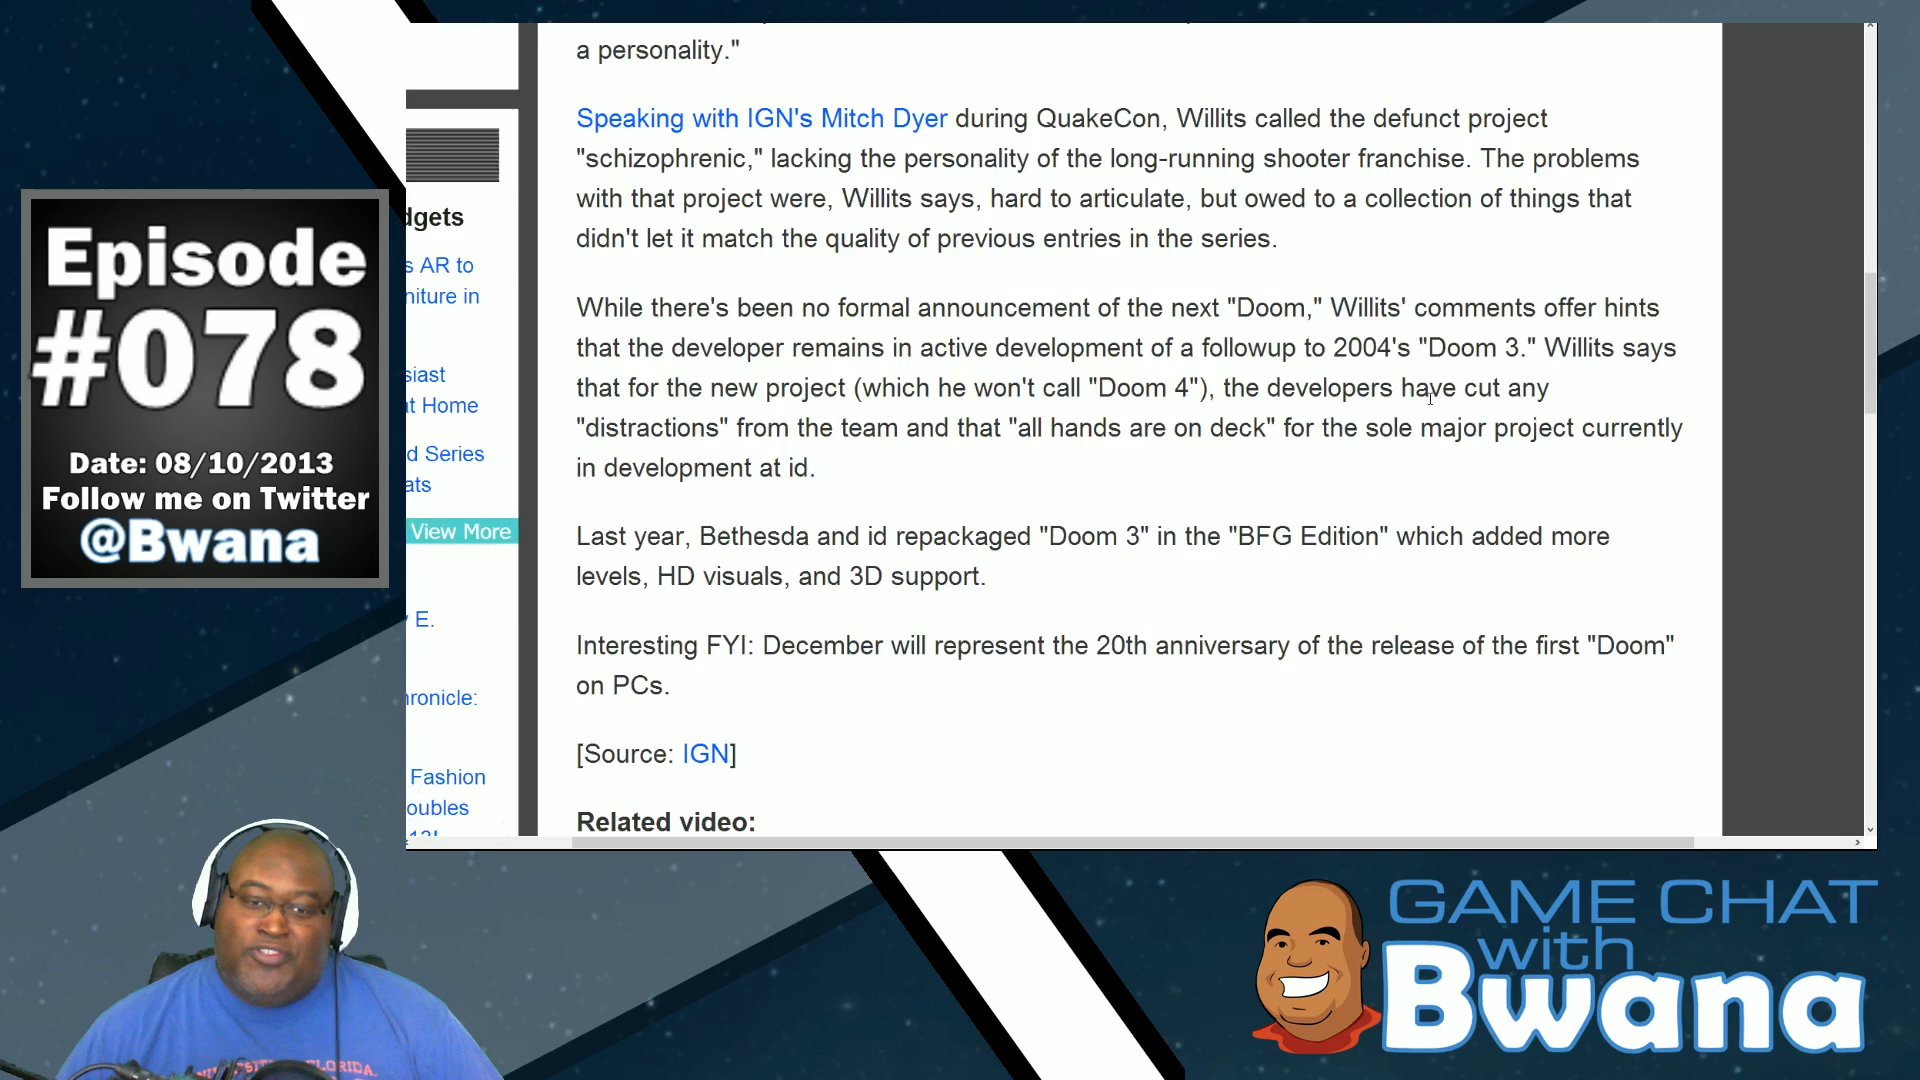 a personality."
Speaking with IGN's Mitch Dyer during QuakeCon, Willits called the defunct project
"schizophrenic," lacking the personality of the long-running shooter franchise. The problems
with that project were, Willits says, hard to articulate, but owed to a collection of things that
didn't let it match the quality of previous entries in the series.
While there's been no formal announcement of the next "Doom," Willits' comments offer hints
that the developer remains in active development of a followup to 2004's "Doom 3." Willits says
that for the new project (which he won't call "Doom 4"), the developers have cut any
"distractions" from the team and that "all hands are on deck" for the sole major project currently
in development at id.
Last year, Bethesda and id repackaged "Doom 3" in the "BFG Edition" which added more
levels, HD visuals, and 3D support.
Interesting FYI: December will represent the 20th anniversary of the release of the first "Doom"
on PCs.
[Source: IGN]
Related video:
dgets
s AR to
niture in
siast
t Home
d Series
ats
View More
E.
hronicle:
Fashion
oubles
Episode
#078
Date: 08/10/2013
Follow me on Twitter
@Bwana
GAME CHAT
with
Bwana